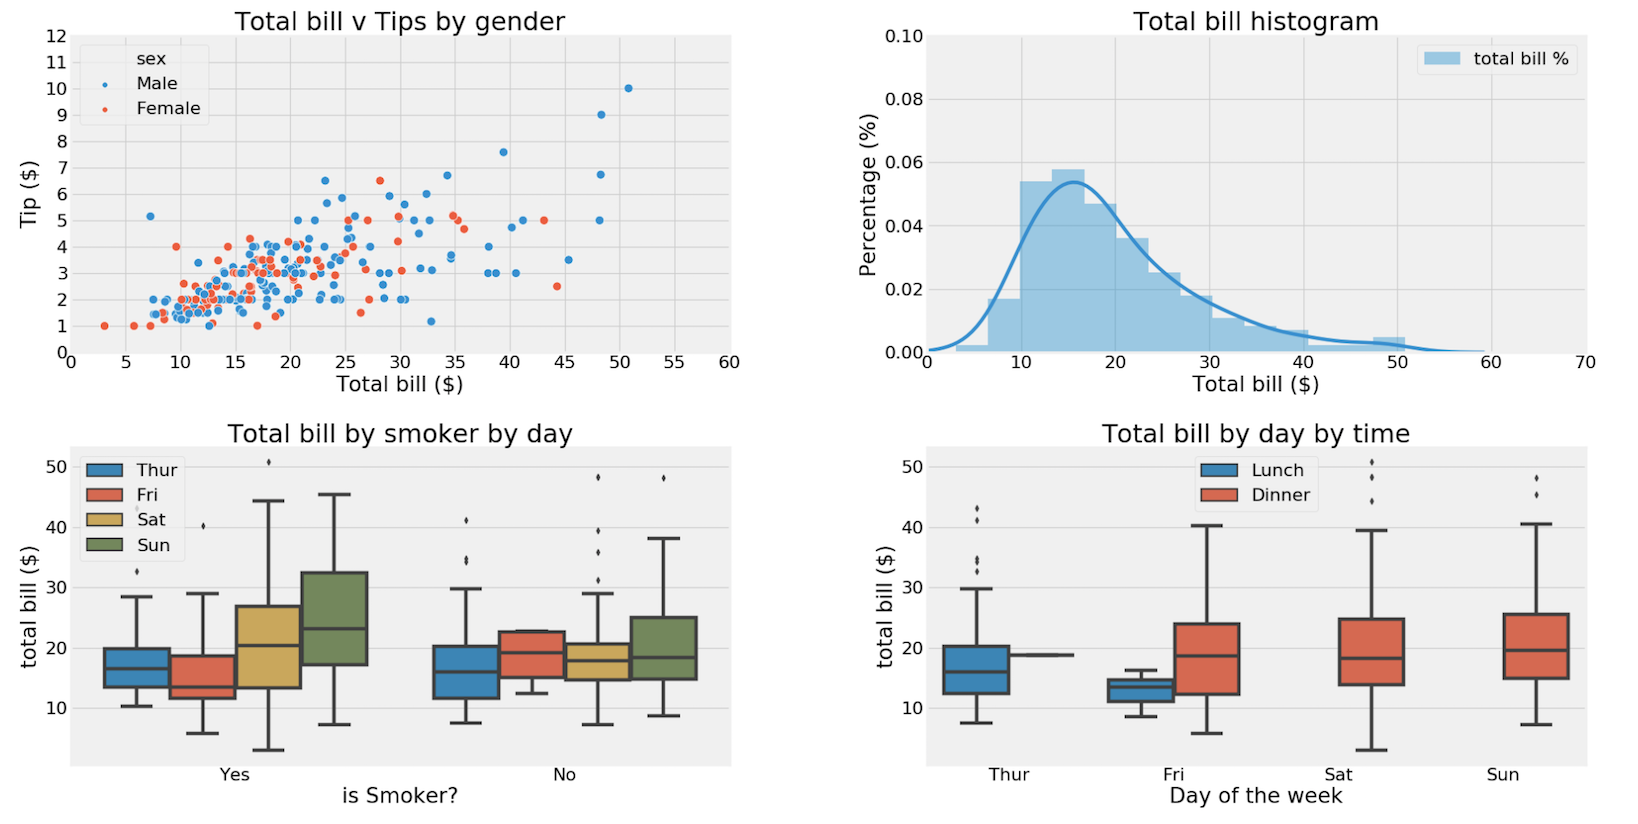 Total bill v Tips by gender
12
11
10
9
8
7
6
5
4
3
2
1
0
Tip ($)
sex
Male
Female
0 5 10 15 20 25 30 35 40 45 50 55 60
Total bill ($)
Total bill histogram
0.10
0.08
0.06
0.04
0.02
0.00
Percentage (%)
total bill %
0 10 20 30 40 50 60 70
Total bill ($)
Total bill by smoker by day
50
40
30
20
10
total bill ($)
Thur
Fri
Sat
Sun
Yes No
is Smoker?
Total bill by day by time
50
40
30
20
10
total bill ($)
Lunch
Dinner
Thur Fri Sat Sun
Day of the week